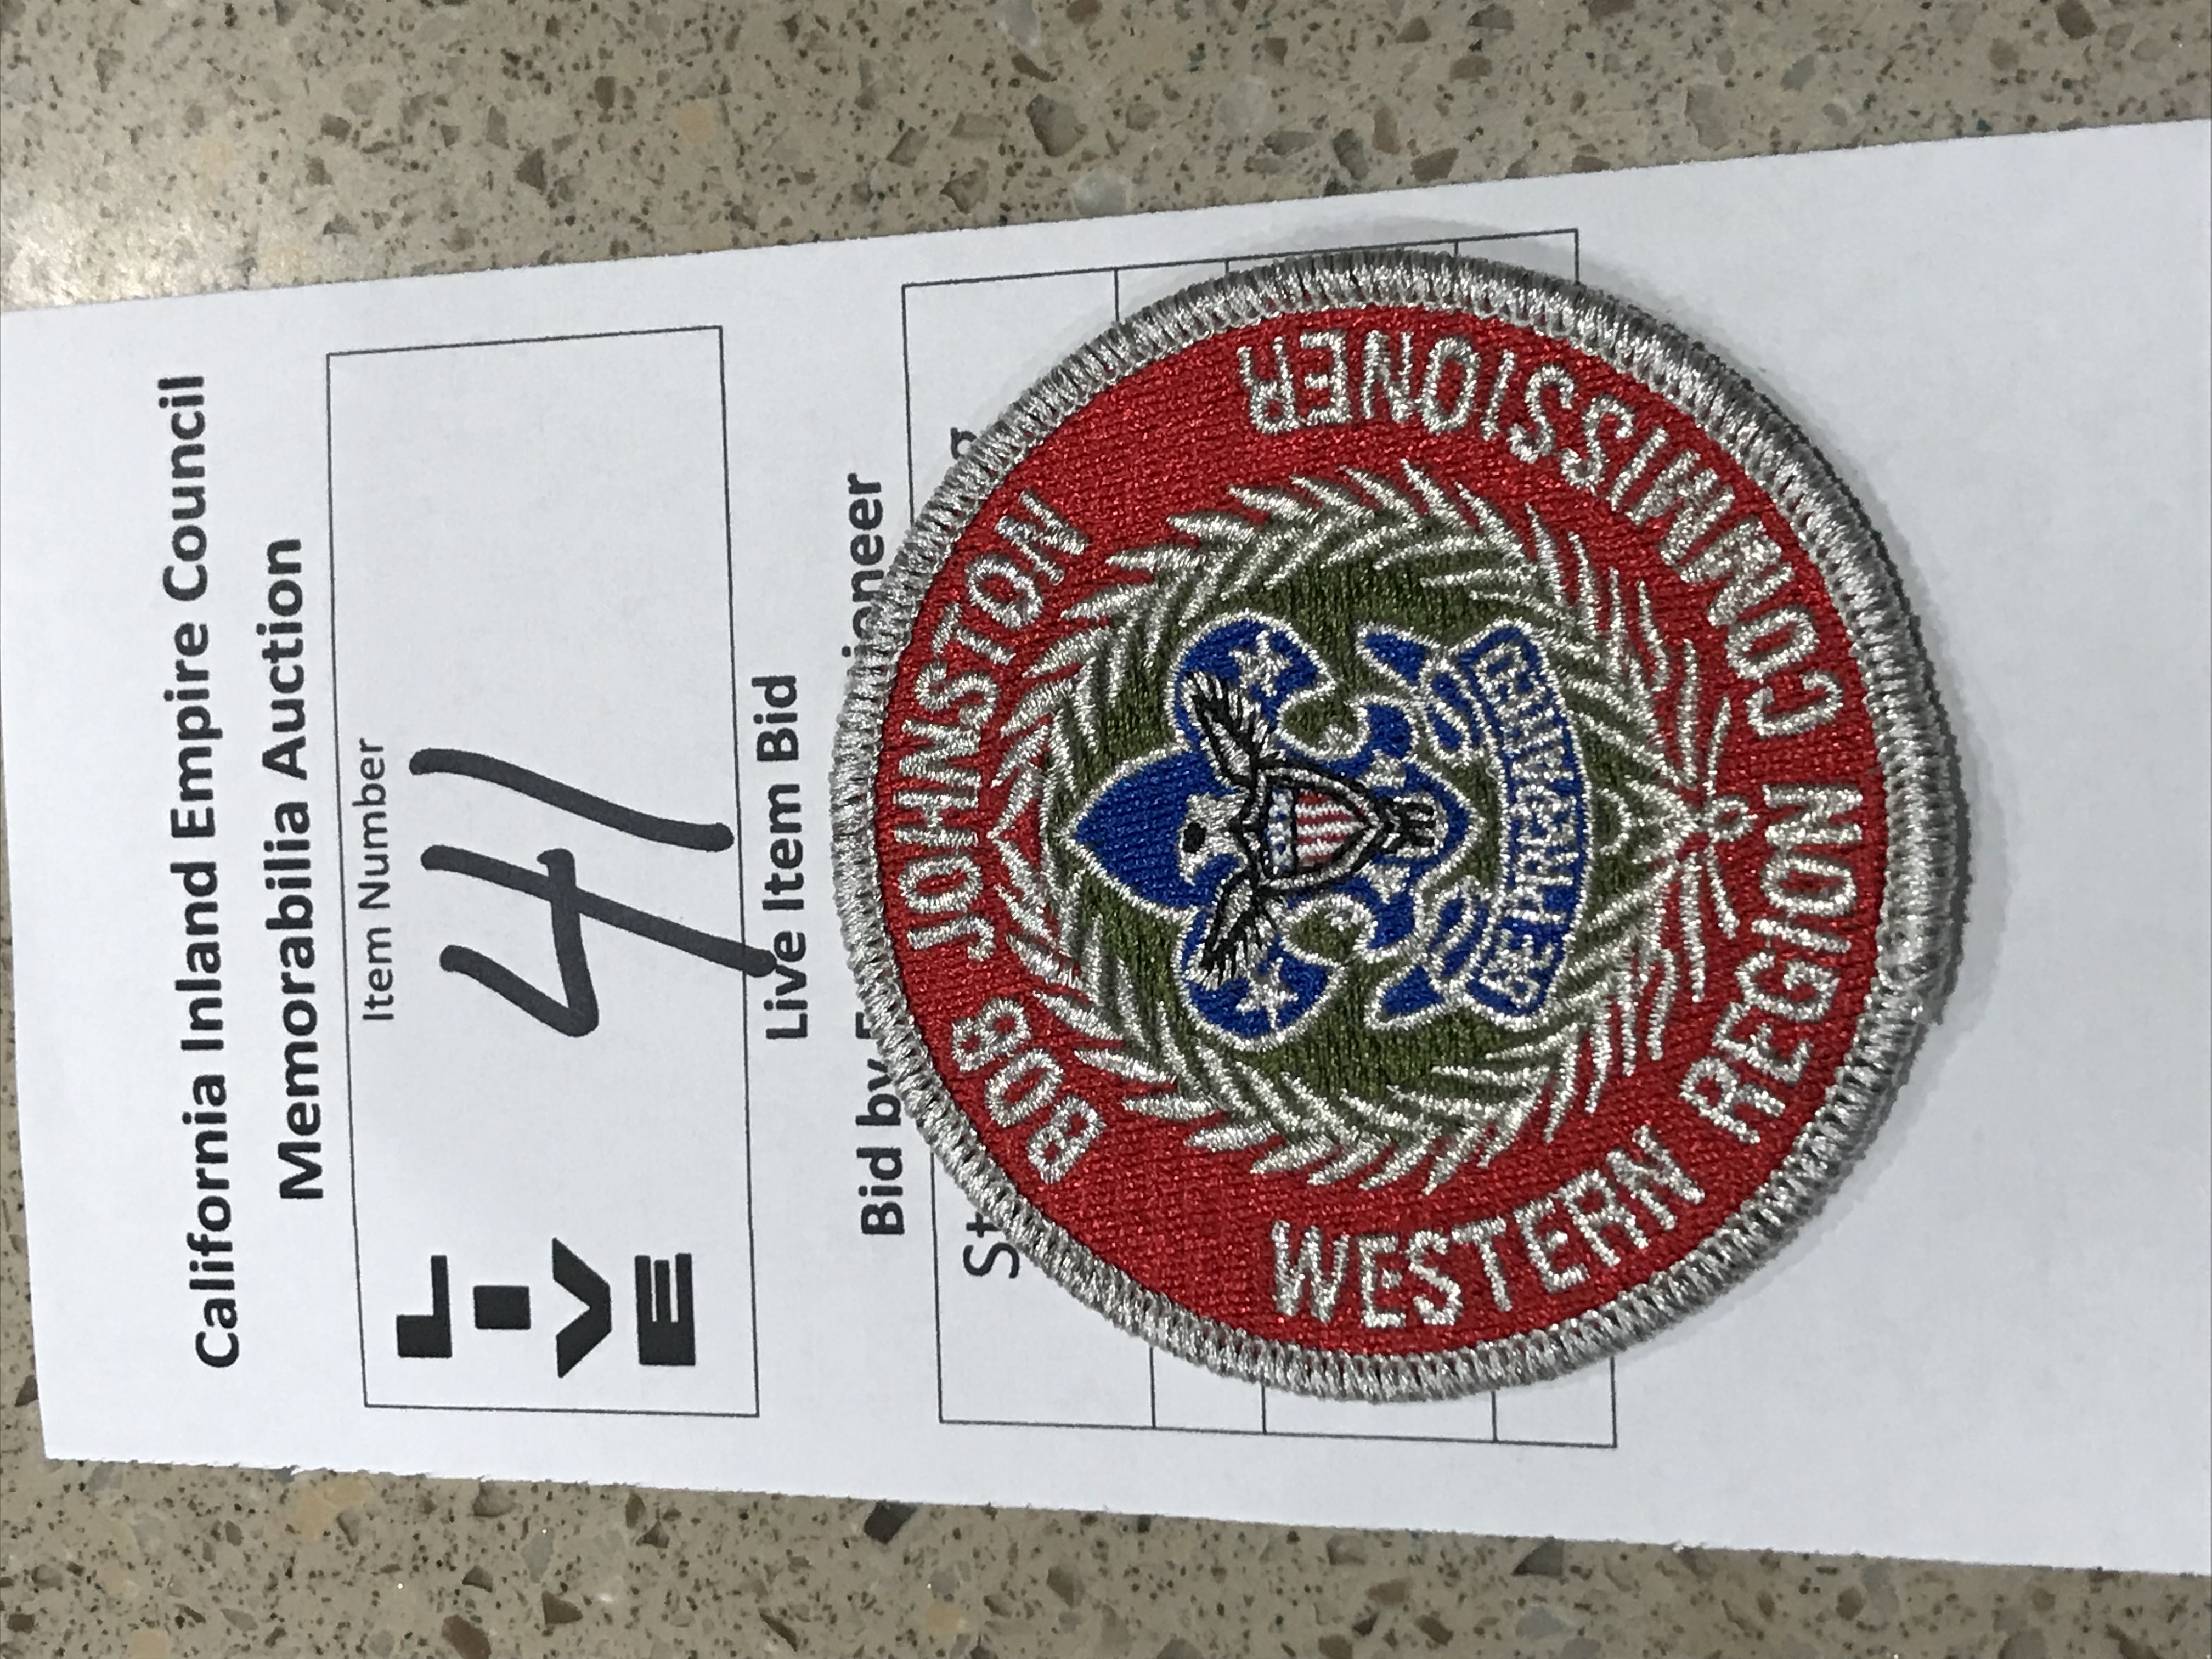 California Inland Empire Council
Memorabilia Auction
Item Number
LIVE
41
Live Item Bid
Bid by
BOB JOHNSTON
BE PREPARED
WESTERN REGION COMMISSIONER